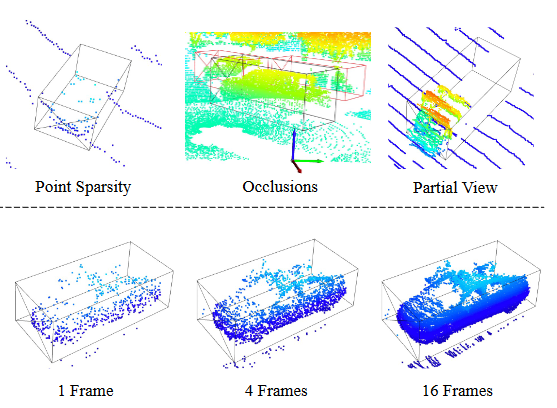 Point Sparsity
Occlusions
Partial View
1 Frame
4 Frames
16 Frames